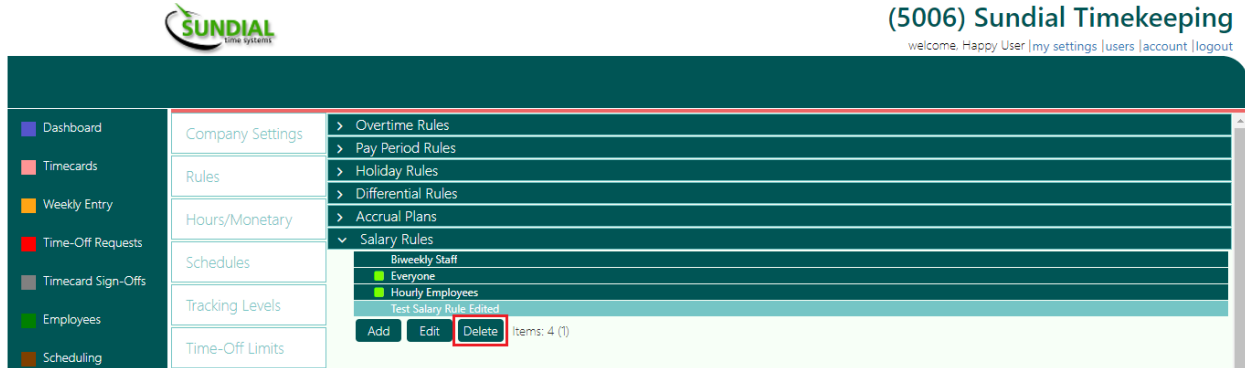 SUNDIAL
time systems
(5006) Sundial Timekeeping
welcome, Happy User |my settings |users |account |logout
Dashboard
Timecards
Weekly Entry
Time-Off Requests
Timecard Sign-Offs
Employees
Scheduling
Company Settings
Rules
Hours/Monetary
Schedules
Tracking Levels
Time-Off Limits
> Overtime Rules
> Pay Period Rules
> Holiday Rules
> Differential Rules
> Accrual Plans
Salary Rules
Biweekly Staff
Everyone
Hourly Employees
Test Salary Rule Edited
Add Edit Delete Items: 4 (1)